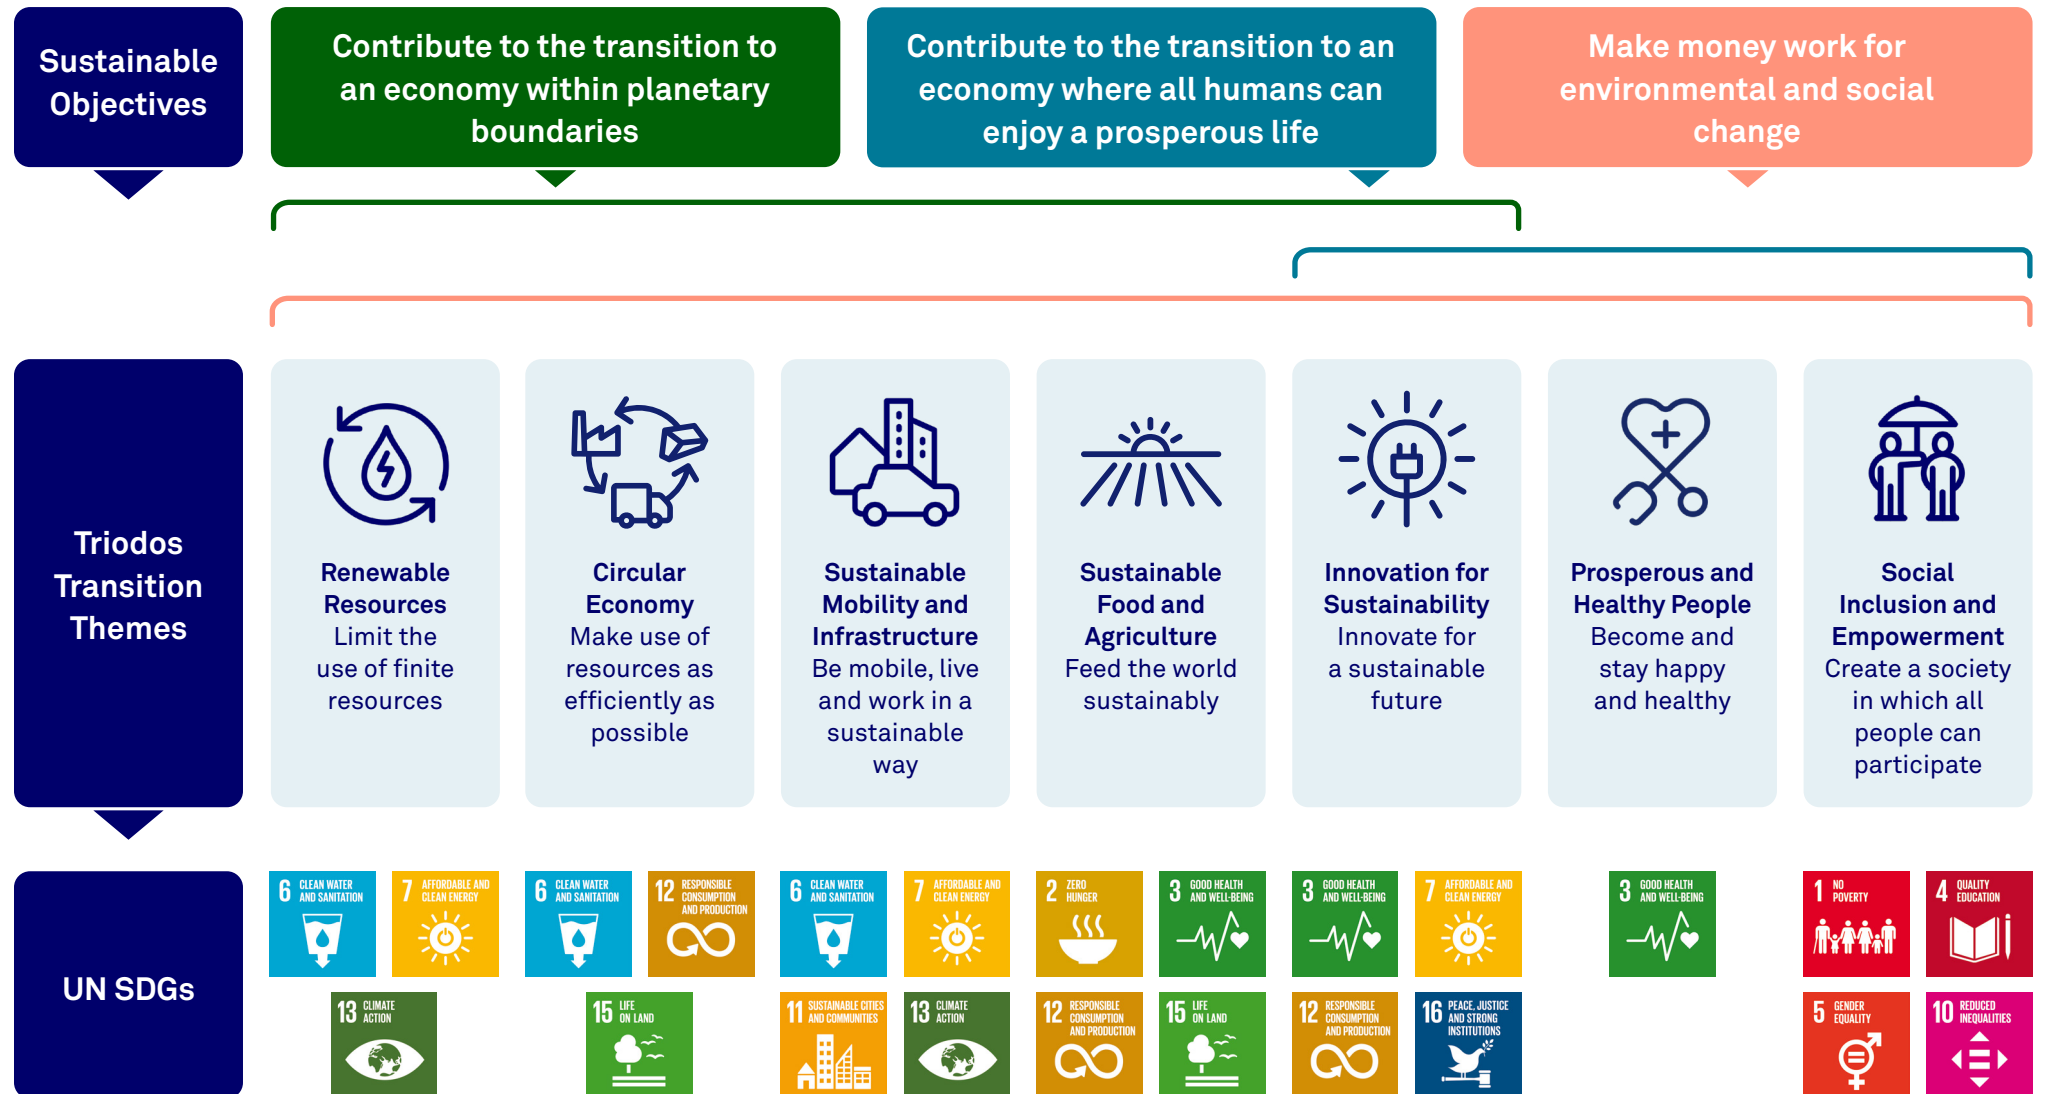 Sustainable
Objectives
Contribute to the transition to
an economy within planetary
boundaries
Contribute to the transition to an
economy where all humans can
enjoy a prosperous life
Make money work for
environmental and social
change
Triodos
Transition
Themes
Renewable
Resources
Limit the
use of finite
resources
Circular
Economy
Make use of
resources as
efficiently as
possible
Sustainable
Mobility and
Infrastructure
Be mobile, live
and work in a
sustainable
way
Sustainable
Food and
Agriculture
Feed the world
sustainably
Innovation for
Sustainability
Innovate for
a sustainable
future
Prosperous and
Healthy People
Become and
stay happy
and healthy
Social
Inclusion and
Empowerment
Create a society
in which all
people can
participate
UN SDGs
6 CLEAN WATER
AND SANITATION
7 AFFORDABLE AND
CLEAN ENERGY
13 CLIMATE
ACTION
6 CLEAN WATER
AND SANITATION
12 RESPONSIBLE
CONSUMPTION
AND PRODUCTION
15 LIFE
ON LAND
6 CLEAN WATER
AND SANITATION
7 AFFORDABLE AND
CLEAN ENERGY
11 SUSTAINABLE CITIES
AND COMMUNITIES
13 CLIMATE
ACTION
2 ZERO
HUNGER
3 GOOD HEALTH
AND WELL-BEING
12 RESPONSIBLE
CONSUMPTION
AND PRODUCTION
15 LIFE
ON LAND
3 GOOD HEALTH
AND WELL-BEING
7 AFFORDABLE AND
CLEAN ENERGY
12 RESPONSIBLE
CONSUMPTION
AND PRODUCTION
16 PEACE, JUSTICE
AND STRONG
INSTITUTIONS
3 GOOD HEALTH
AND WELL-BEING
1 NO
POVERTY
4 QUALITY
EDUCATION
5 GENDER
EQUALITY
10 REDUCED
INEQUALITIES